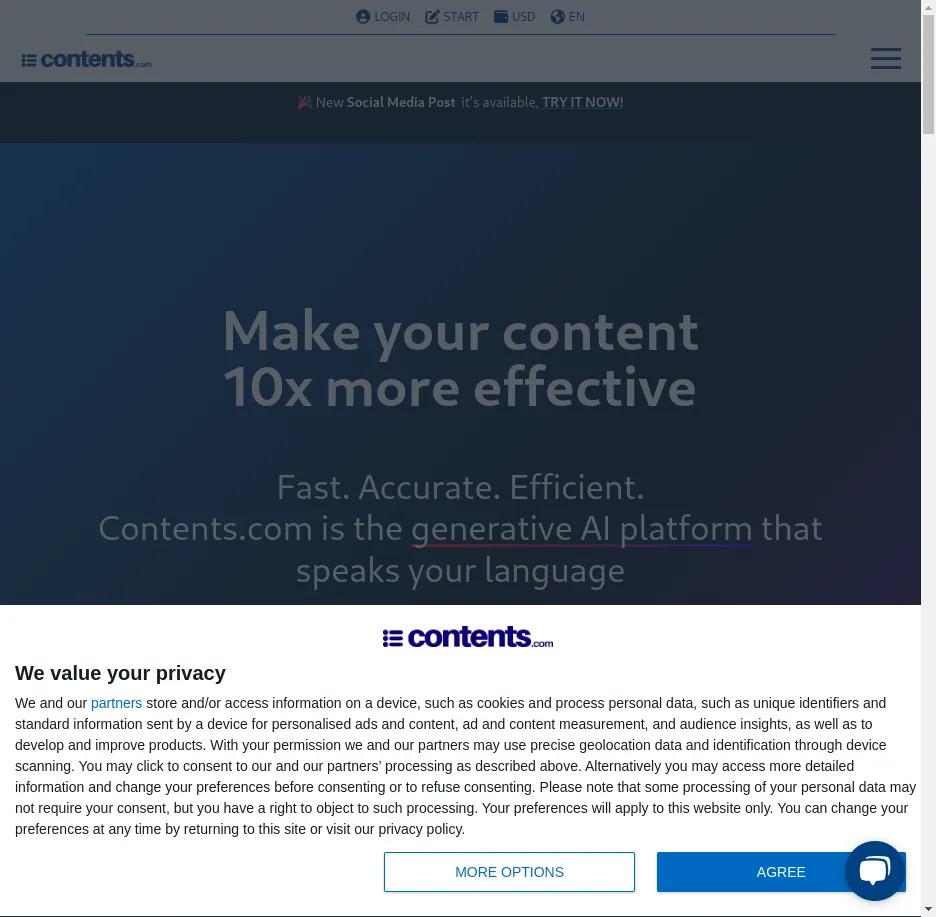 LOGIN START USD EN
contents.com
🎉 New Social Media Post it's available, TRY IT NOW!
Make your content
10x more effective
Fast. Accurate. Efficient.
Contents.com is the generative AI platform that
speaks your language
contents.com
We value your privacy
We and our partners store and/or access information on a device, such as cookies and process personal data, such as unique identifiers and
standard information sent by a device for personalised ads and content, ad and content measurement, and audience insights, as well as to
develop and improve products. With your permission we and our partners may use precise geolocation data and identification through device
scanning. You may click to consent to our and our partners’ processing as described above. Alternatively you may access more detailed
information and change your preferences before consenting or to refuse consenting. Please note that some processing of your personal data may
not require your consent, but you have a right to object to such processing. Your preferences will apply to this website only. You can change your
preferences at any time by returning to this site or visit our privacy policy.
MORE OPTIONS AGREE